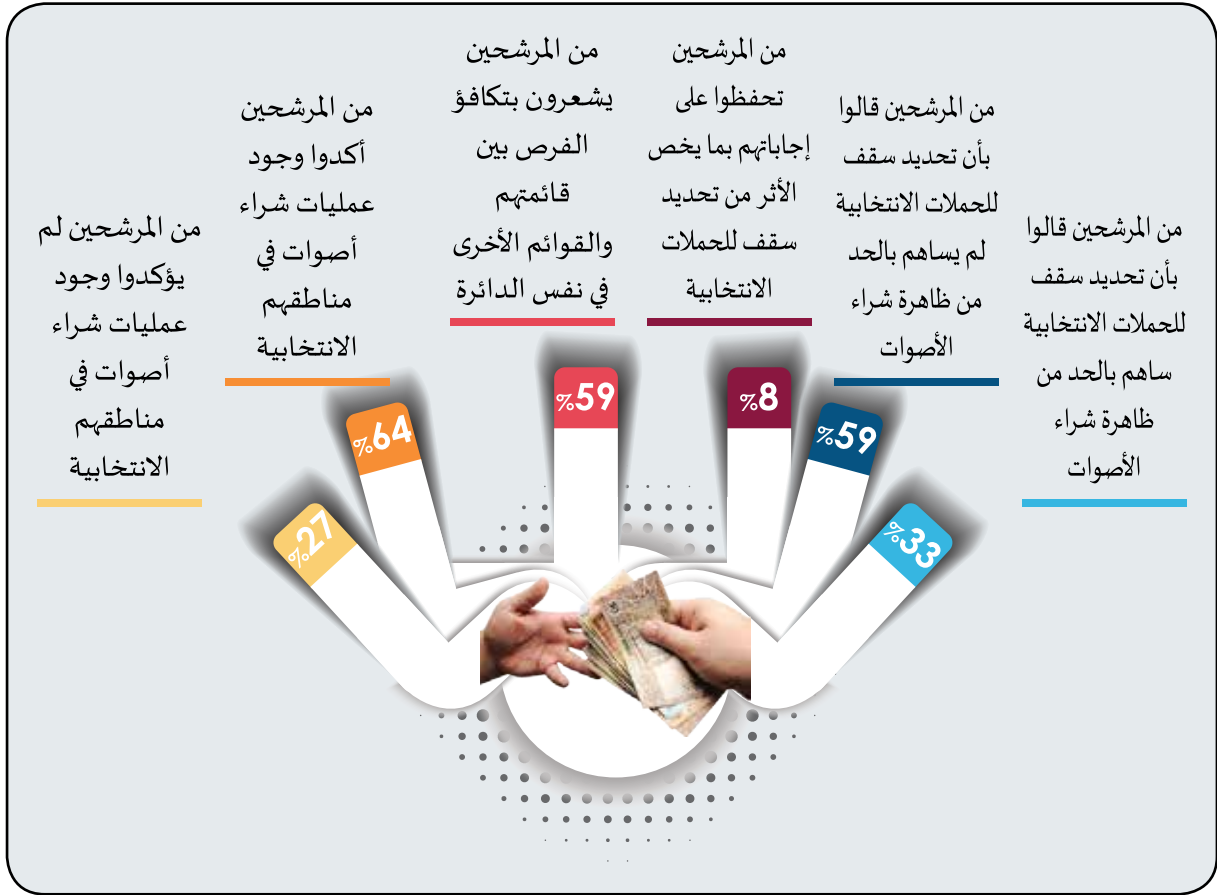 من المرشحين قالوا
بأن تحديد سقف
للحملات الانتخابية
ساهم بالحد من
ظاهرة شراء
الأصوات
%33
من المرشحين قالوا
بأن تحديد سقف
للحملات الانتخابية
لم يساهم بالحد
من ظاهرة شراء
الأصوات
%59
من المرشحين
تحفظوا على
إجاباتهم بما يخص
الأثر من تحديد
سقف للحملات
الانتخابية
%8
من المرشحين
يشعرون بتكافؤ
الفرص بين
قائمتهم
والقوائم الأخرى
في نفس الدائرة
%59
من المرشحين
أكدوا وجود
عمليات شراء
أصوات في
مناطقهم
الانتخابية
%64
من المرشحين لم
يؤكدوا وجود
عمليات شراء
أصوات في
مناطقهم
الانتخابية
%27